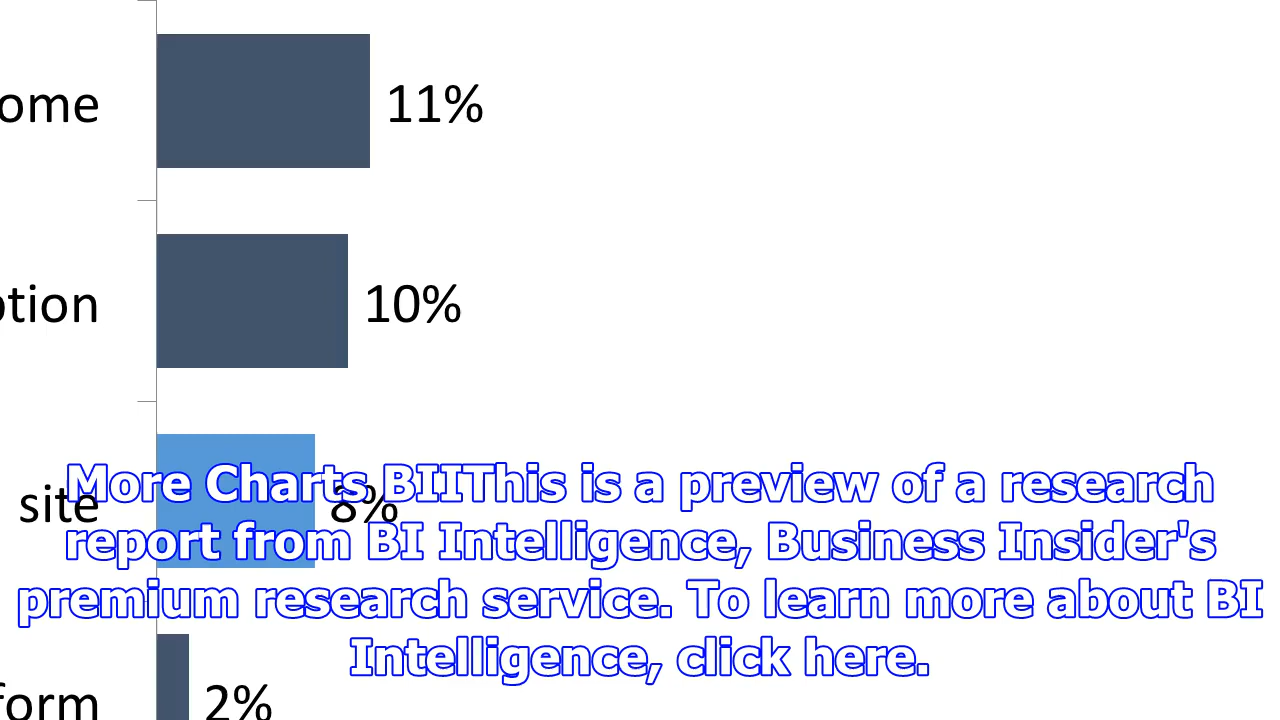 ome 11%
ption 10%
site 8%
More Charts BIIThis is a preview of a research
report from BI Intelligence, Business Insider's
premium research service. To learn more about BI
Intelligence, click here.
form 2%